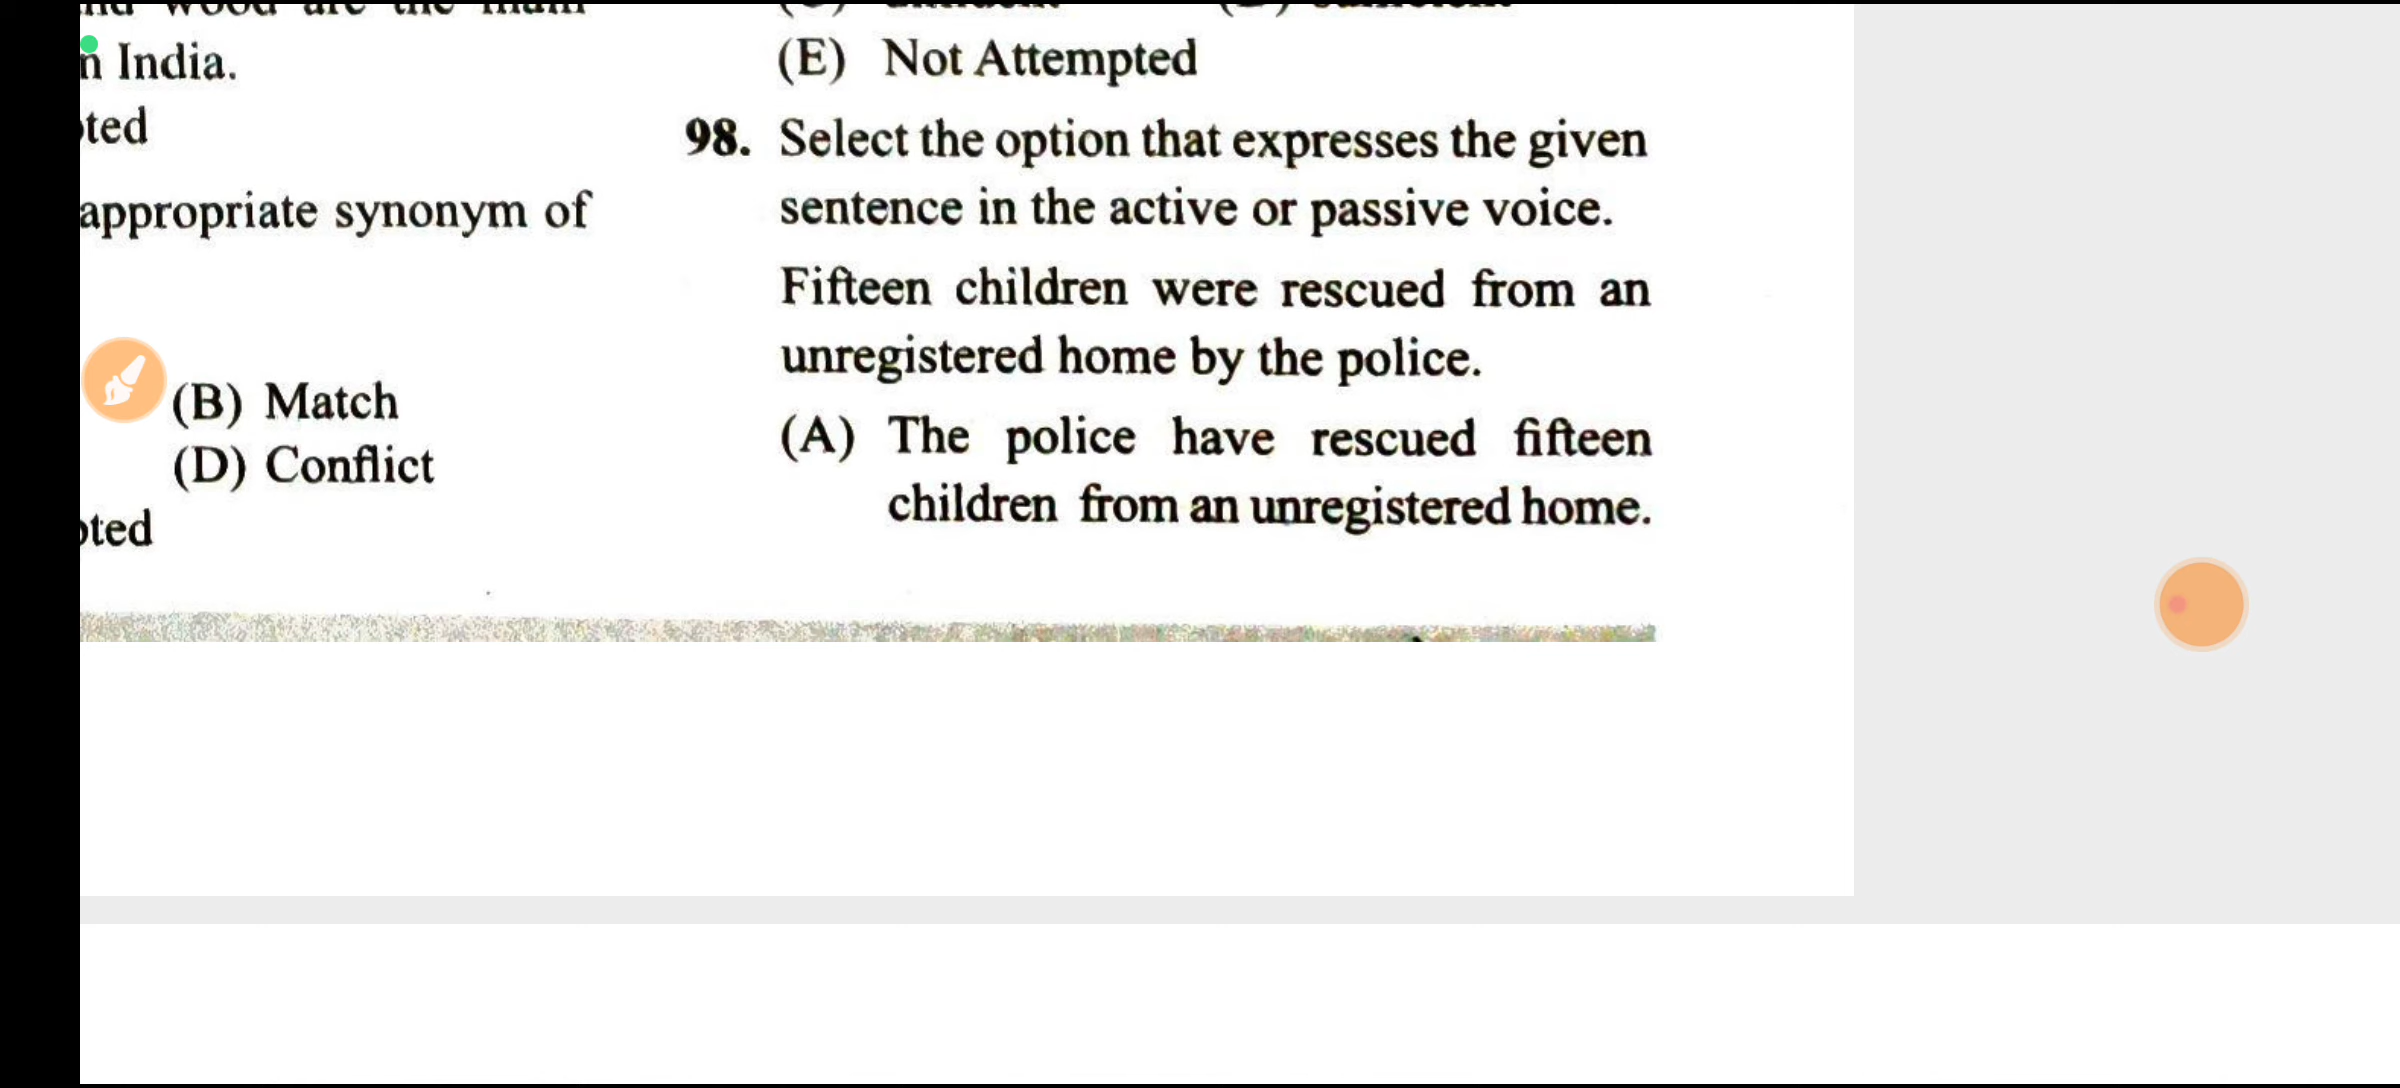 n India.
ted
appropriate synonym of
(B) Match
(D) Conflict
oted
(E) Not Attempted
98. Select the option that expresses the given
sentence in the active or passive voice.
Fifteen children were rescued from an
unregistered home by the police.
(A) The police have rescued fifteen
children from an unregistered home.